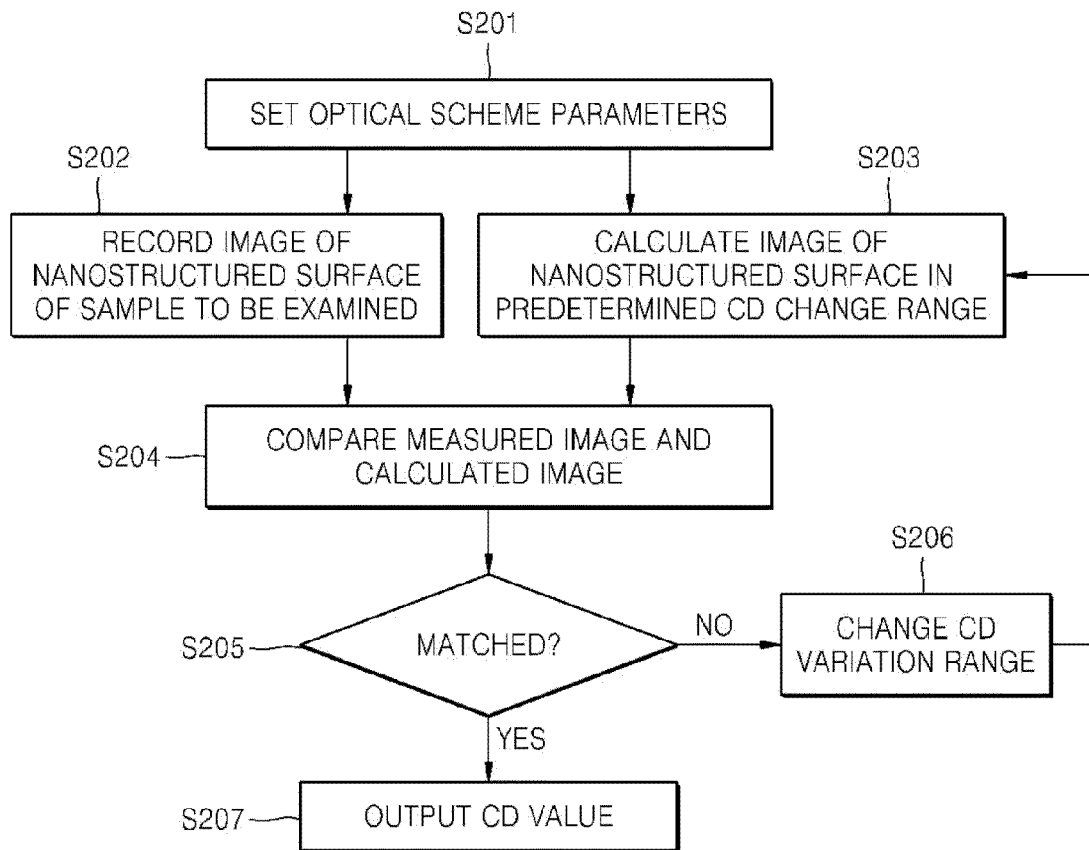 S201
SET OPTICAL SCHEME PARAMETERS
S202
RECORD IMAGE OF
NANOSTRUCTURED SURFACE
OF SAMPLE TO BE EXAMINED
S203
CALCULATE IMAGE OF
NANOSTRUCTURED SURFACE IN
PREDETERMINED CD CHANGE RANGE
S204
COMPARE MEASURED IMAGE AND
CALCULATED IMAGE
S205
MATCHED?
NO
S206
CHANGE CD
VARIATION RANGE
YES
S207
OUTPUT CD VALUE